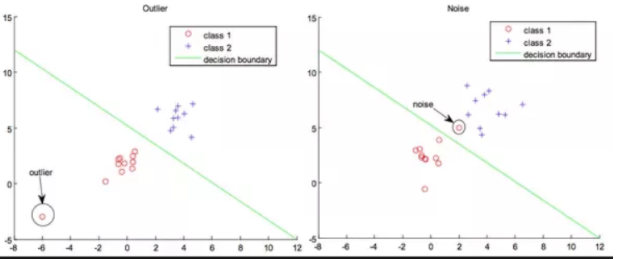 Outlier
15
10
5
0
-5
-8 -6 -4 -2 0 2 4 6 8 10 12
class 1
class 2
decision boundary
outlier
Noise
15
10
5
0
-5
-8 -6 -4 -2 0 2 4 6 8 10 12
class 1
class 2
decision boundary
noise